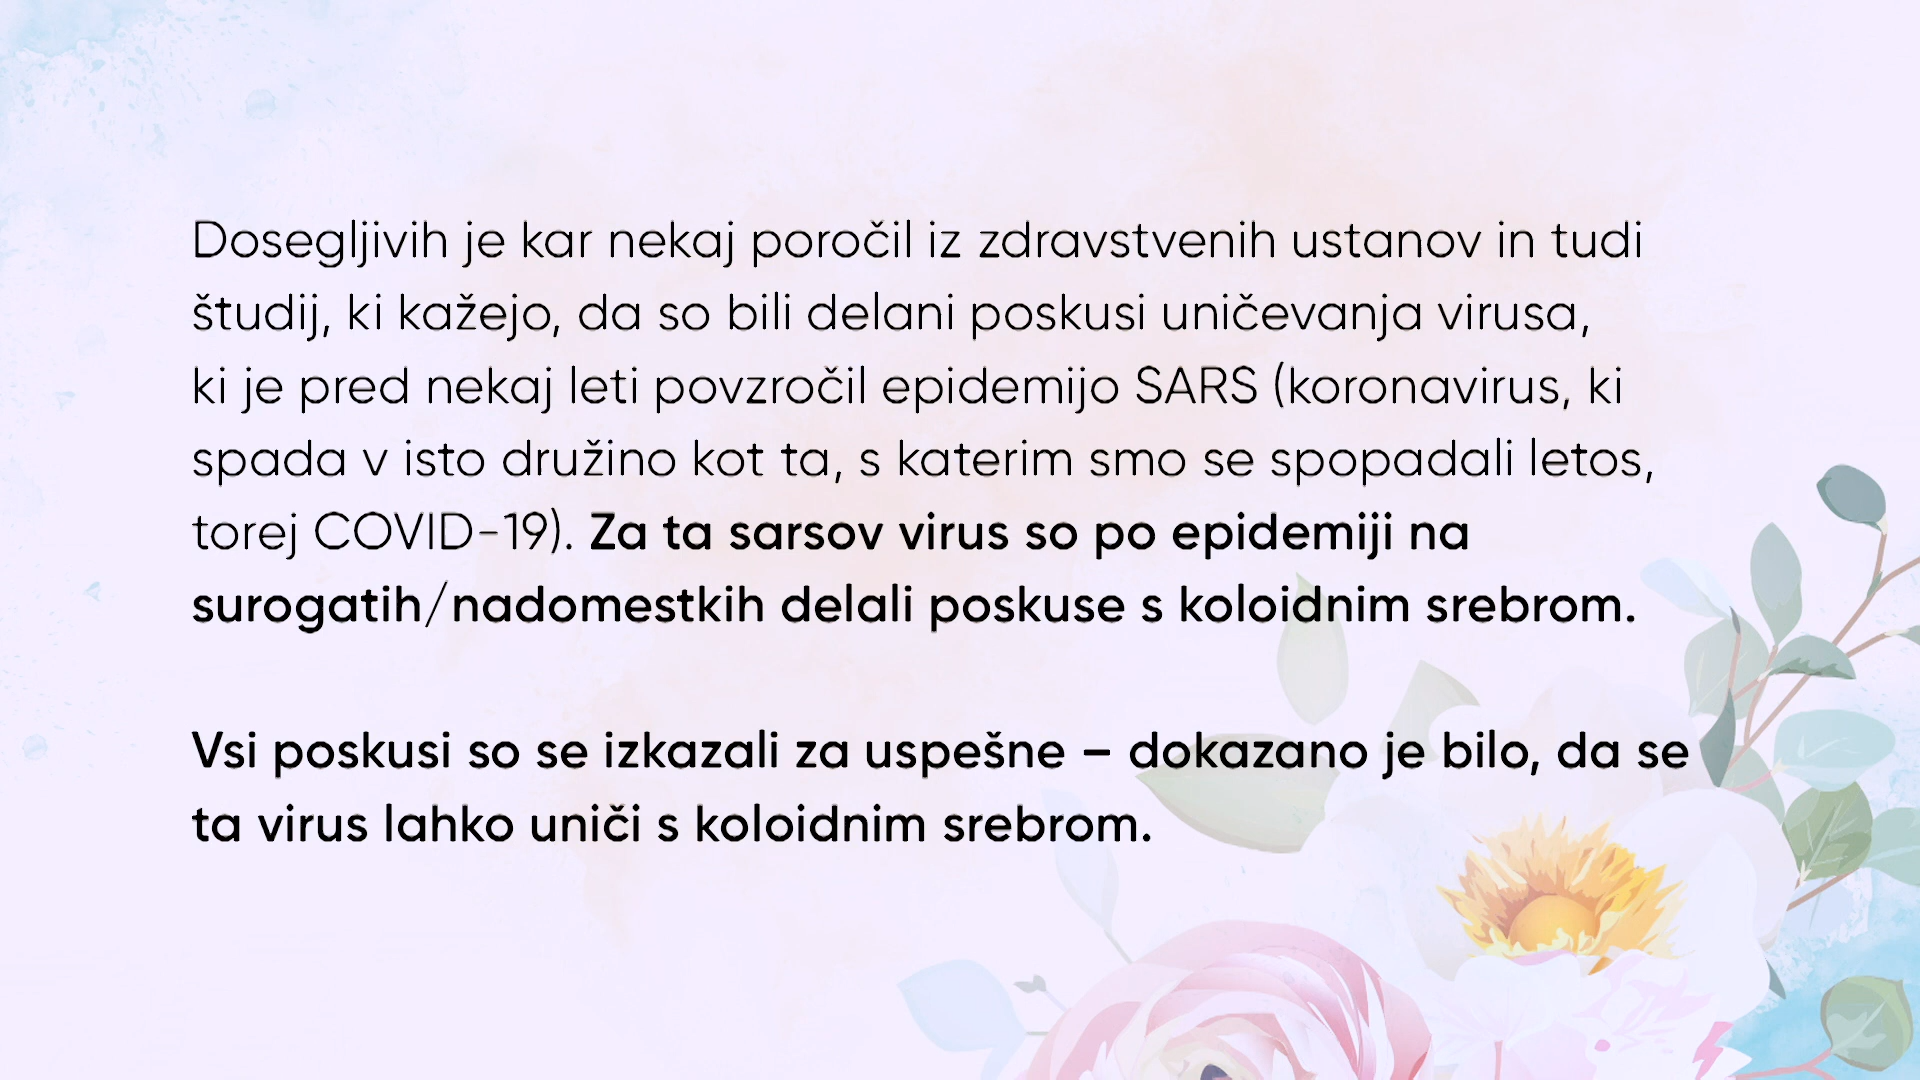 Dosegljivih je kar nekaj poročil iz zdravstvenih ustanov in tudi
študij, ki kažejo, da so bili delani poskusi uničevanja virusa,
ki je pred nekaj leti povzročil epidemijo SARS (koronavirus, ki
spada v isto družino kot ta, s katerim smo se spopadali letos,
torej COVID-19). Za ta sarsov virus so po epidemiji na
surogatih/nadomestkih delali poskuse s koloidnim srebrom.
Vsi poskusi so se izkazali za uspešne – dokazano je bilo, da se
ta virus lahko uniči s koloidnim srebrom.